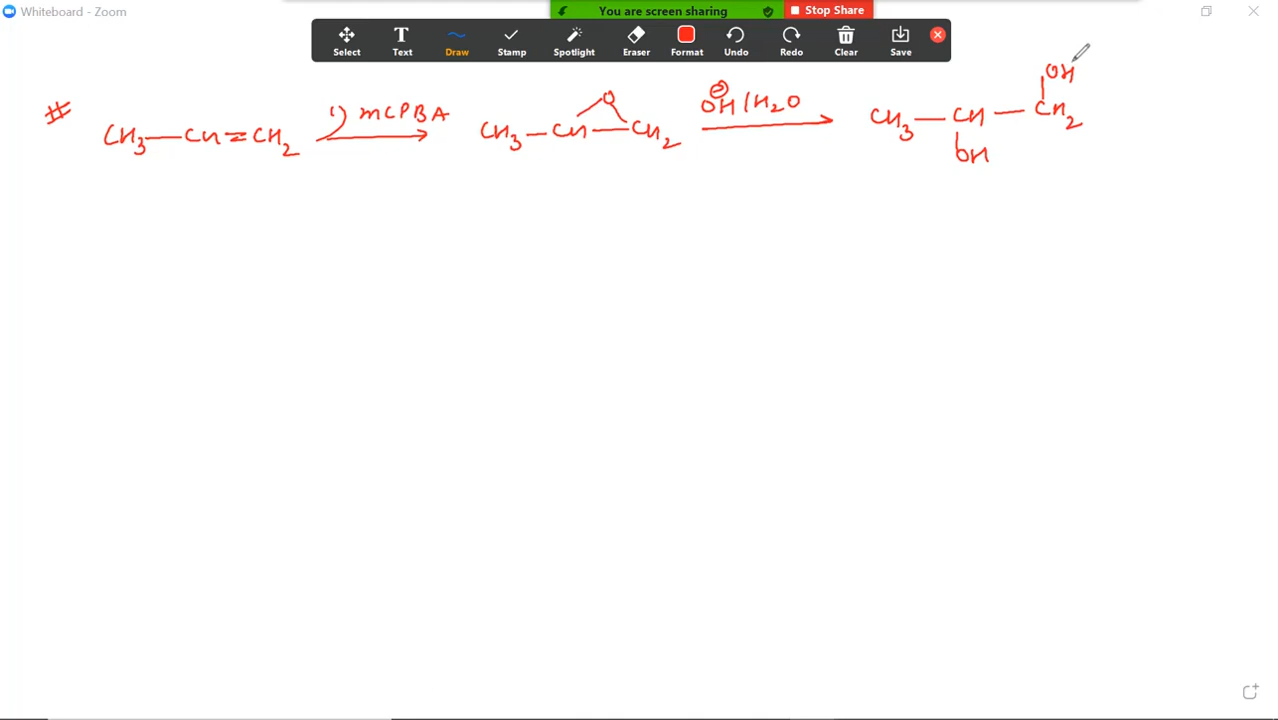 Whiteboard - Zoom
You are screen sharing
Stop Share
Select Text Draw Stamp Spotlight Eraser Format Undo Redo Clear Save
# CH3—CH=CH2 1) mCPBA CH3—CH—CH2 O OH⊖/H2O CH3—CH—CH2 OH
OH